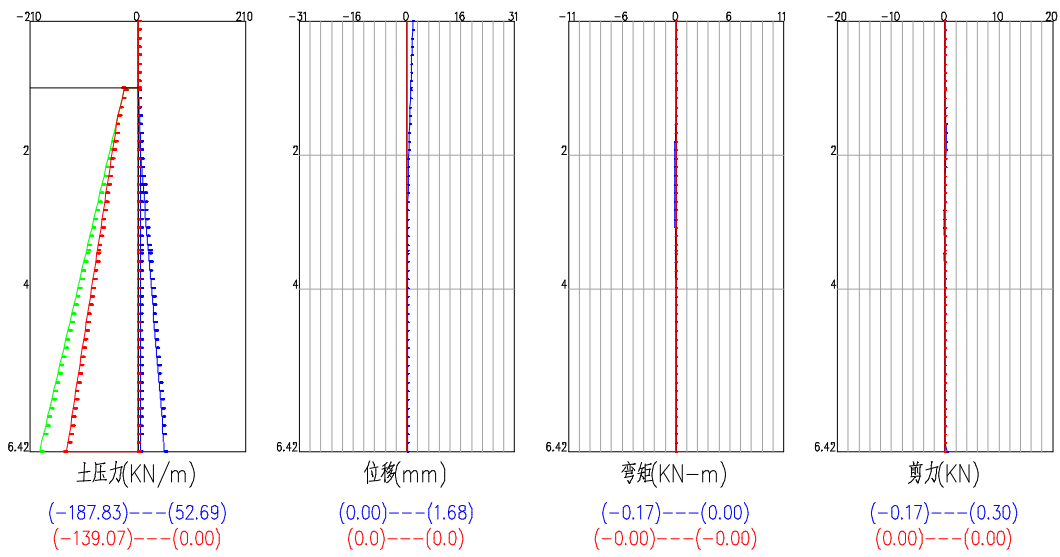 -210 0 210
2
4
6.42
土压力(KN/m)
(-187.83)---(52.69)
(-139.07)---(0.00)
-31 -16 0 16 31
2
4
6.42
位移(mm)
(0.00)---(1.68)
(0.0)---(0.0)
-11 -6 0 6 11
2
4
6.42
弯矩(KN-m)
(-0.17)---(0.00)
(-0.00)---(-0.00)
-20 -10 0 10 20
2
4
6.42
剪力(KN)
(-0.17)---(0.30)
(0.00)---(0.00)